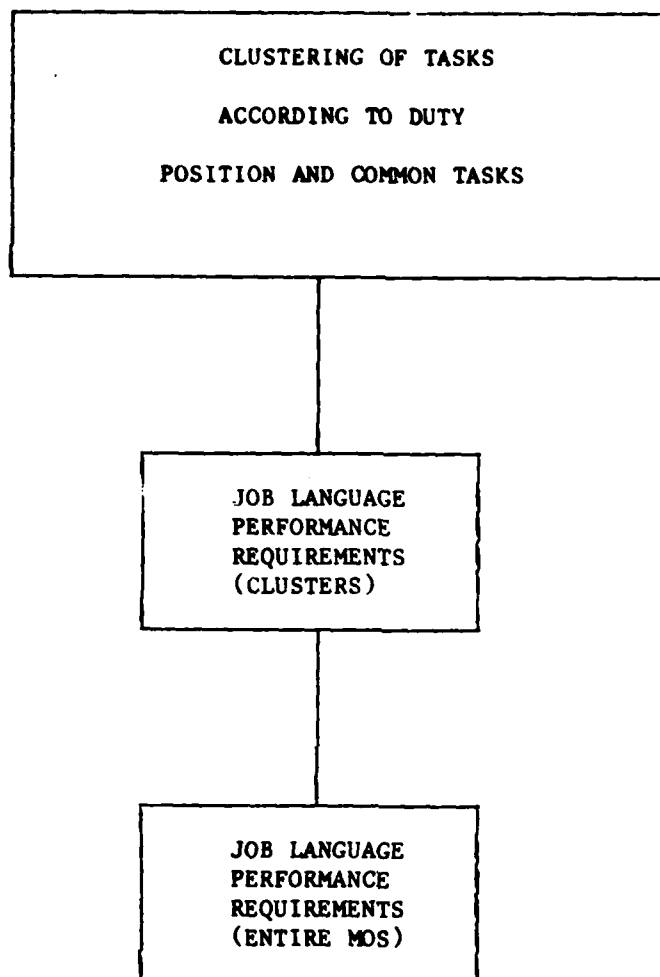 CLUSTERING OF TASKS
ACCORDING TO DUTY
POSITION AND COMMON TASKS
JOB LANGUAGE
PERFORMANCE
REQUIREMENTS
(CLUSTERS)
JOB LANGUAGE
PERFORMANCE
REQUIREMENTS
(ENTIRE MOS)